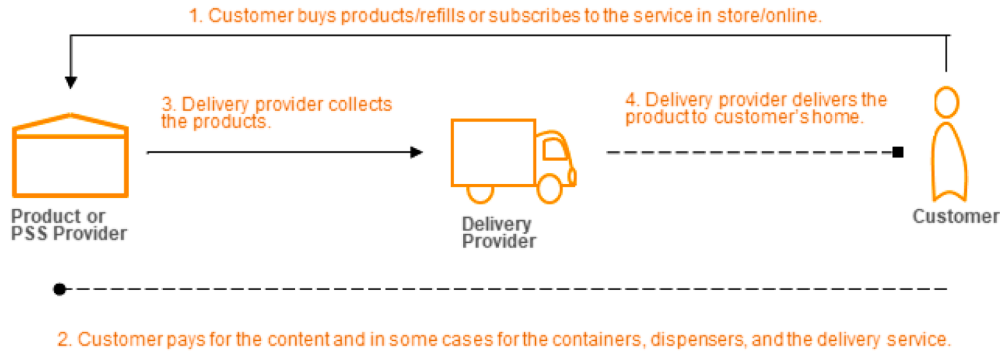 1. Customer buys products/refills or subscribes to the service in store/online.
3. Delivery provider collects
the products.
4. Delivery provider delivers the
product to customer's home.
Product or
PSS Provider
Delivery
Provider
Customer
2. Customer pays for the content and in some cases for the containers, dispensers, and the delivery service.